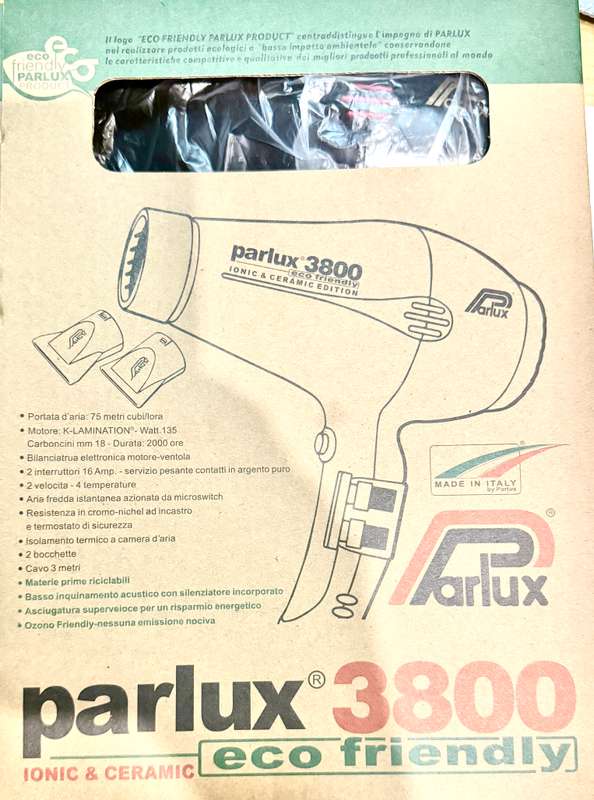 eco
friendly
PARLUX
PRODUCT
Il logo "ECO FRIENDLY PARLUX PRODUCT" contraddistingue l'impegno di PARLUX
nel realizzare prodotti ecologici a "basso impatto ambientale" conservandone
le caratteristiche competitive e qualitative dei migliori prodotti professionali al mondo
parlux® 3800
eco friendly
IONIC & CERAMIC EDITION
Parlux®
• Portata d'aria: 75 metri cubi/lora
• Motore: K-LAMINATION® - Watt.135
Carboncini mm 18 - Durata: 2000 ore
• Bilanciatrua elettronica motore-ventola
• 2 interruttori 16 Amp. - servizio pesante contatti in argento puro
• 2 velocita - 4 temperature
• Aria fredda istantanea azionata da microswitch
• Resistenza in cromo-nichel ad incastro
e termostato di sicurezza
• Isolamento termico a camera d'aria
• 2 bocchette
• Cavo 3 metri
• Materie prime riciclabili
• Basso inquinamento acustico con silenziatore incorporato
• Asciugatura superveloce per un risparmio energetico
• Ozono Friendly-nessuna emissione nociva
MADE IN ITALY
by Parlux
Parlux®
parlux® 3800
IONIC & CERAMIC eco friendly